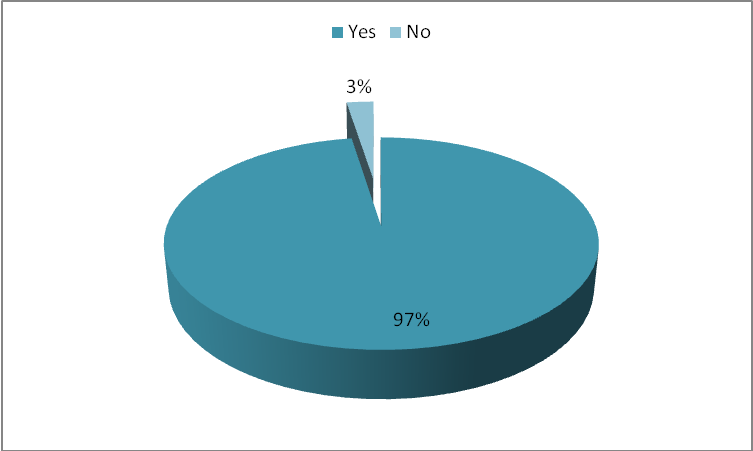 Yes No
3%
97%